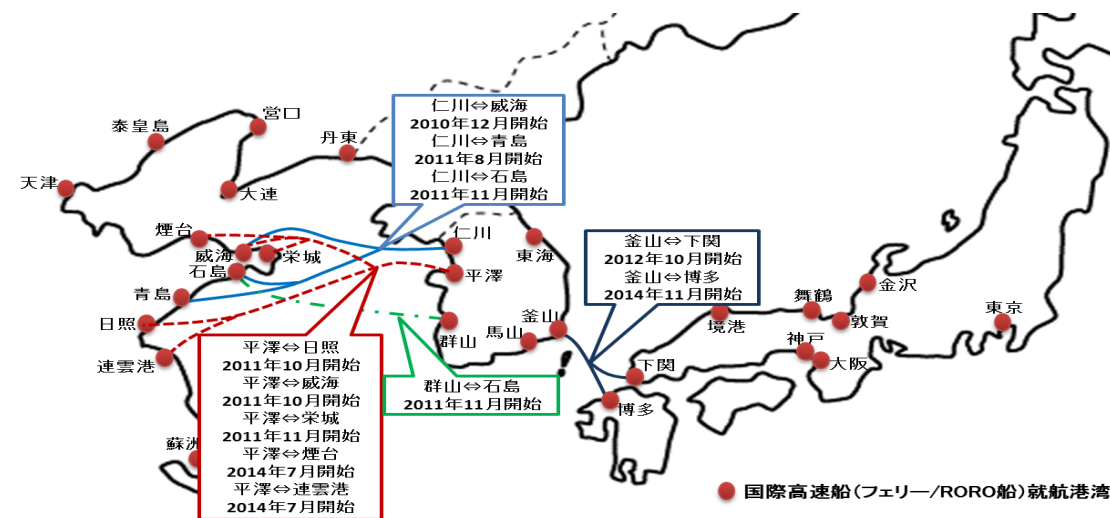 営口
泰皇島
丹東
天津
大連
仁川⇔威海
2010年12月開始
仁川⇔青島
2011年8月開始
仁川⇔石島
2011年11月開始
煙台
威海
栄城
石島
青島
日照
連雲港
蘇洲
仁川
平澤
東海
群山
馬山
釜山
釜山⇔下関
2012年10月開始
釜山⇔博多
2014年11月開始
平澤⇔日照
2011年10月開始
平澤⇔威海
2011年10月開始
平澤⇔栄城
2011年11月開始
平澤⇔煙台
2014年7月開始
平澤⇔連雲港
2014年7月開始
群山⇔石島
2011年11月開始
下関
博多
境港
舞鶴
敦賀
金沢
神戸
大阪
東京
国際高速船(フェリー/RORO船)就航港湾